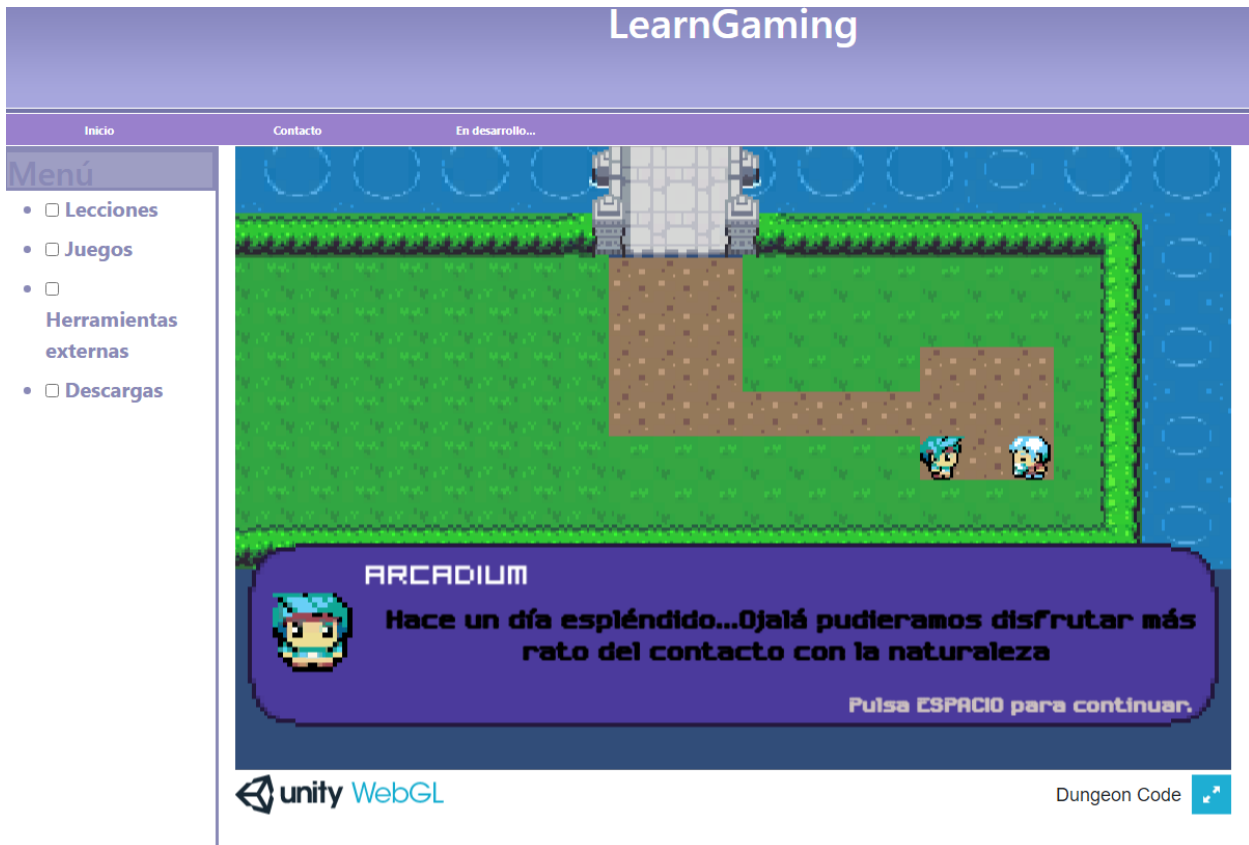 LearnGaming
Inicio Contacto En desarrollo...
Menú
Lecciones
Juegos
Herramientas
externas
Descargas
ARCADIUM
Hace un día espléndido...Ojalá pudieramos disfrutar más
rato del contacto con la naturaleza
Pulsa ESPACIO para continuar.
unity WebGL
Dungeon Code